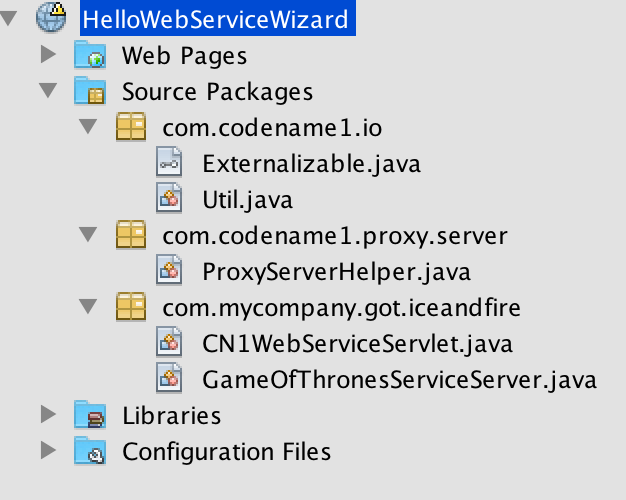 HelloWebServiceWizard
Web Pages
Source Packages
com.codename1.io
Externalizable.java
Util.java
com.codename1.proxy.server
ProxyServerHelper.java
com.mycompany.got.iceandfire
CN1WebServiceServlet.java
GameOfThronesServiceServer.java
Libraries
Configuration Files